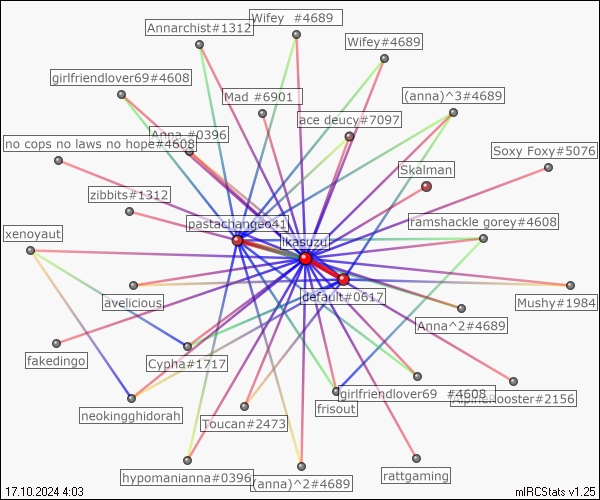 Wifey  #4689
Annarchist#1312
Wifey#4689
girlfriendlover69#4608
Mad #6901
(anna)^3#4689
ace deucy#7097
Anna #0396
no cops no laws no hope#4608
Soxy Foxy#5076
Skalman
zibbits#1312
pastachangeo41
ramshackle gorey#4608
xenoyaut
ikasuzu
default#0617
avelicious
Mushy#1984
Anna^2#4689
fakedingo
Cypha#1717
girlfriendlover69  #4608
AlpineRooster#2156
frisout
neokingghidorah
Toucan#2473
hypomanianna#0396
(anna)^2#4689
rattgaming
17.10.2024 4:03
mIRCStats v1.25